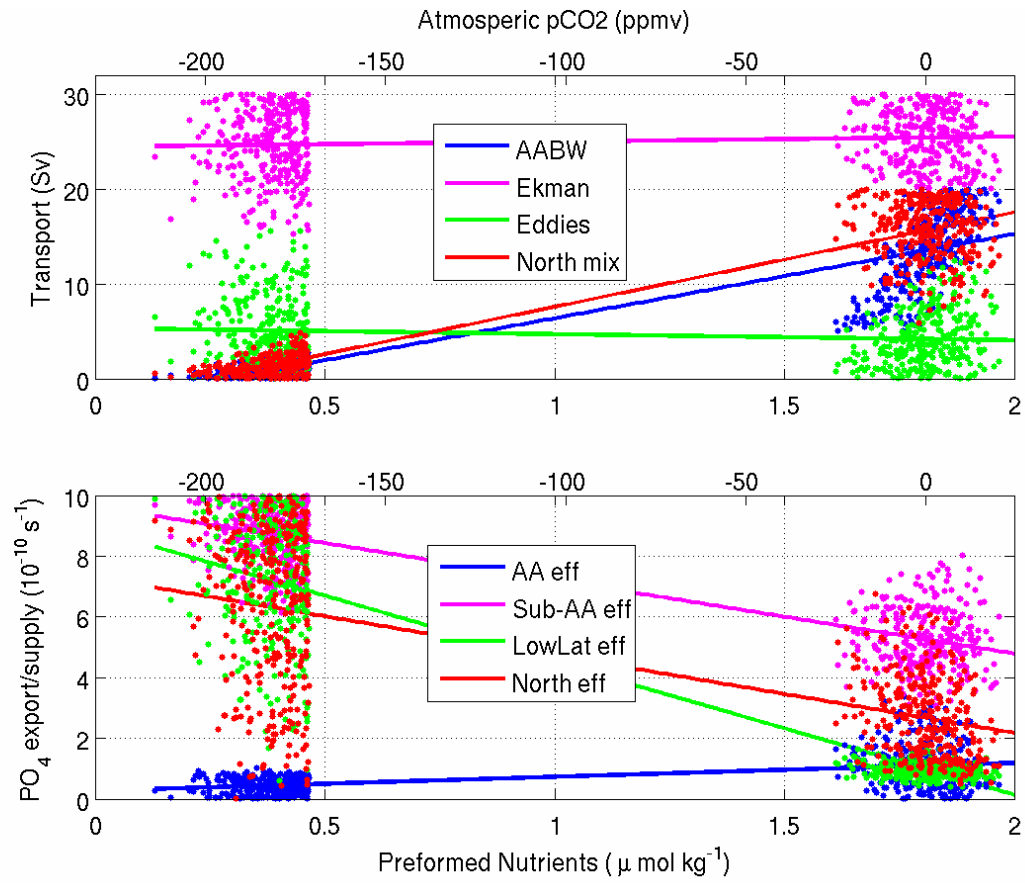 Atmosperic pCO2 (ppmv)
-200 -150 -100 -50 0
30
20
10
0
Transport (Sv)
AABW
Ekman
Eddies
North mix
0 0.5 1 1.5 2
-200 -150 -100 -50 0
10
8
6
4
2
0
PO4 export/supply (10^-10 s^-1)
AA eff
Sub-AA eff
LowLat eff
North eff
0 0.5 1 1.5 2
Preformed Nutrients ( μ mol kg^-1)